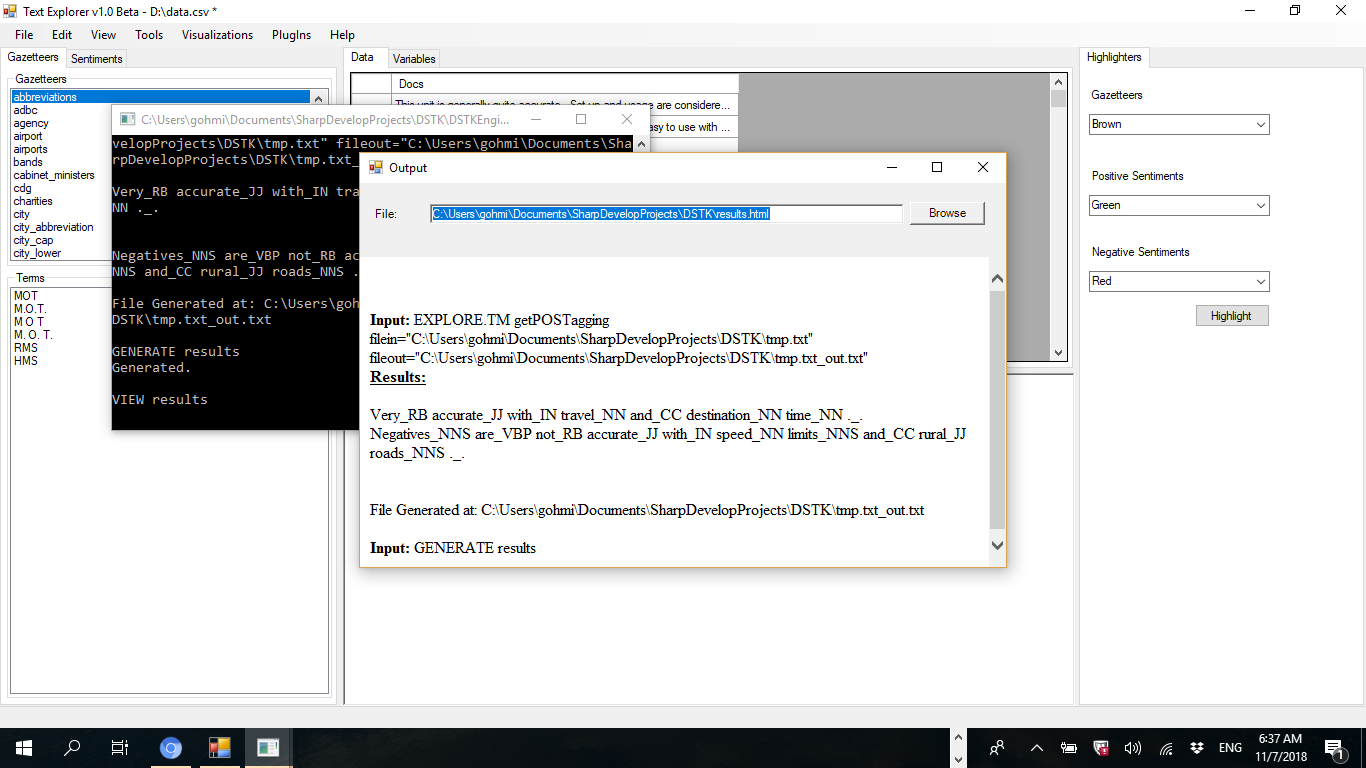 Text Explorer v1.0 Beta - D:\data.csv *
File Edit View Tools Visualizations PlugIns Help
Gazetteers Sentiments
Gazetteers
abbreviations
adbc
agency
airport
airports
bands
cabinet_ministers
cdg
charities
city
city_abbreviation
city_cap
city_lower
Terms
MOT
M.O.T.
M O T
M. O. T.
RMS
HMS
Data Variables
Docs
This unit is generally quite accurate. Set up and usage are considere...
asy to use with ...
C:\Users\gohmi\Documents\SharpDevelopProjects\DSTK\DSTKEngi...
velopProjects\DSTK\tmp.txt" fileout="C:\Users\gohmi\Documents\Sha
rpDevelopProjects\DSTK\tmp.txt_
Very_RB accurate_JJ with_IN tra
NN ._.
Negatives_NNS are_VBP not_RB ac
NNS and_CC rural_JJ roads_NNS .
File Generated at: C:\Users\goh
DSTK\tmp.txt_out.txt
GENERATE results
Generated.
VIEW results
Output
File: C:\Users\gohmi\Documents\SharpDevelopProjects\DSTK\results.html Browse
Input: EXPLORE.TM getPOSTagging
filein="C:\Users\gohmi\Documents\SharpDevelopProjects\DSTK\tmp.txt"
fileout="C:\Users\gohmi\Documents\SharpDevelopProjects\DSTK\tmp.txt_out.txt"
Results:
Very_RB accurate_JJ with_IN travel_NN and_CC destination_NN time_NN ._.
Negatives_NNS are_VBP not_RB accurate_JJ with_IN speed_NN limits_NNS and_CC rural_JJ
roads_NNS ._.
File Generated at: C:\Users\gohmi\Documents\SharpDevelopProjects\DSTK\tmp.txt_out.txt
Input: GENERATE results
Highlighters
Gazetteers
Brown
Positive Sentiments
Green
Negative Sentiments
Red
Highlight
ENG
6:37 AM
11/7/2018
1